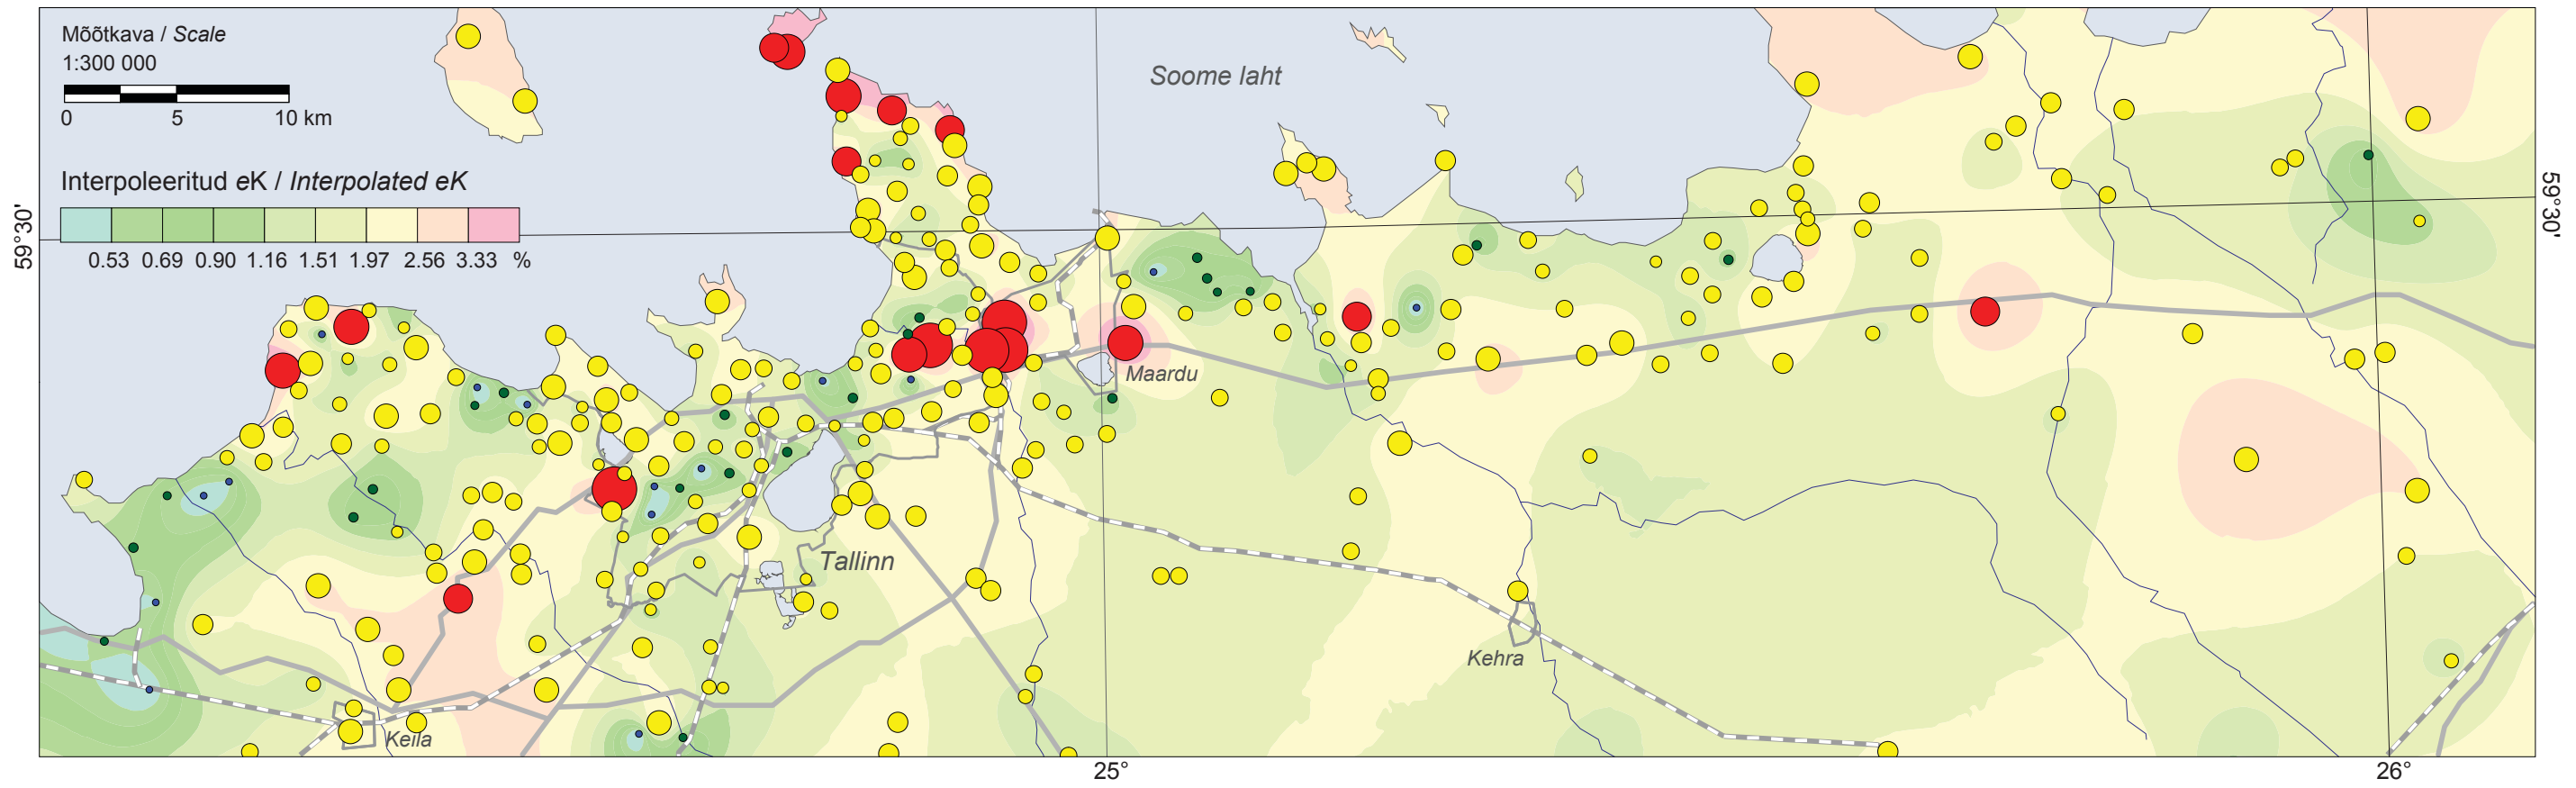 Mõõtkava / Scale
1:300 000
0 5 10 km
Soome laht
Interpoleeritud eK / Interpolated eK
0.53 0.69 0.90 1.16 1.51 1.97 2.56 3.33 %
59°30'
59°30'
Maardu
Tallinn
Kehra
Keila
25°
26°